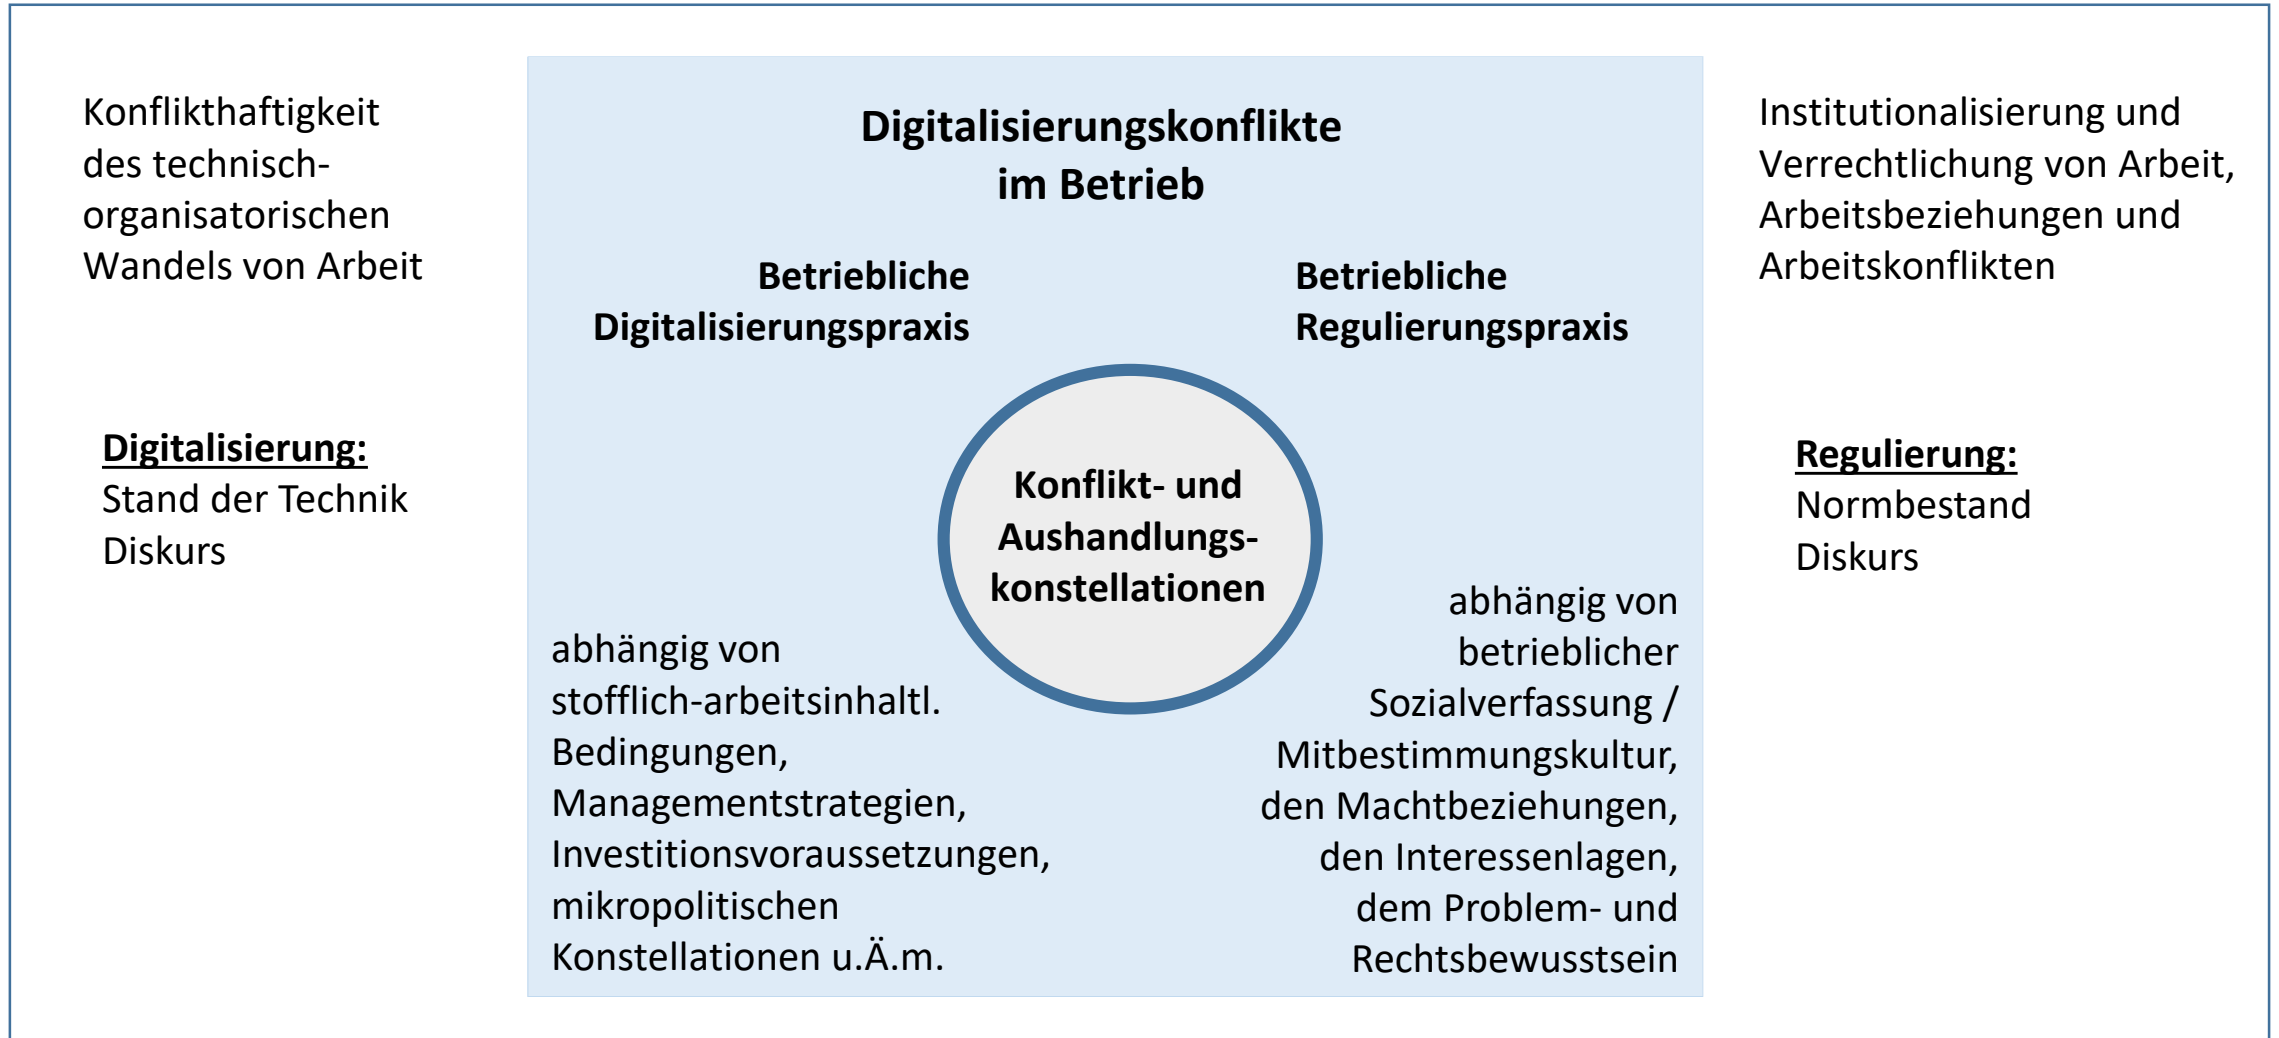 Konflikthaftigkeit
des technisch-
organisatorischen
Wandels von Arbeit
Digitalisierung:
Stand der Technik
Diskurs
Digitalisierungskonflikte
im Betrieb
Betriebliche
Digitalisierungspraxis
Betriebliche
Regulierungspraxis
Konflikt- und
Aushandlungs-
konstellationen
abhängig von
stofflich-arbeitsinhaltl.
Bedingungen,
Managementstrategien,
Investitionsvoraussetzungen,
mikropolitischen
Konstellationen u.Ä.m.
abhängig von
betrieblicher
Sozialverfassung /
Mitbestimmungskultur,
den Machtbeziehungen,
den Interessenlagen,
dem Problem- und
Rechtsbewusstsein
Institutionalisierung und
Verrechtlichung von Arbeit,
Arbeitsbeziehungen und
Arbeitskonflikten
Regulierung:
Normbestand
Diskurs